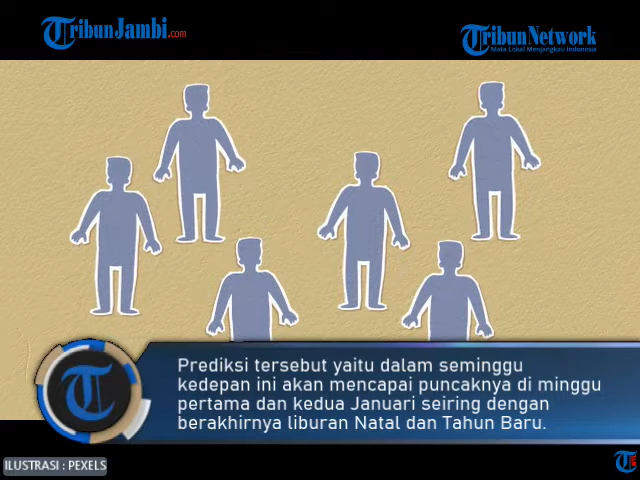 TribunJambi.com
TribunNetwork
Mata Lokal Menjangkau Indonesia
Prediksi tersebut yaitu dalam seminggu
kedepan ini akan mencapai puncaknya di minggu
pertama dan kedua Januari seiring dengan
berakhirnya liburan Natal dan Tahun Baru.
ILUSTRASI : PEXELS